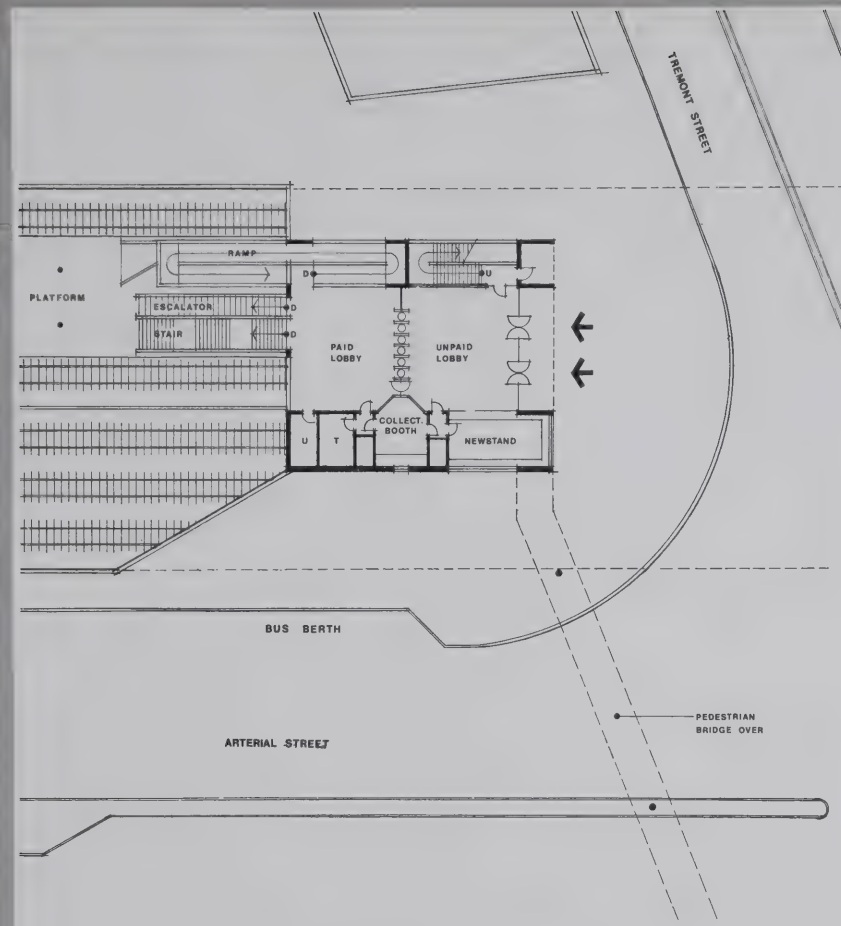 TREMONT STREET
RAMP
D
U
PLATFORM
ESCALATOR
D
STAIR
D
PAID
LOBBY
UNPAID
LOBBY
COLLECT.
BOOTH
U
T
NEWSTAND
BUS BERTH
PEDESTRIAN
BRIDGE OVER
ARTERIAL STREET